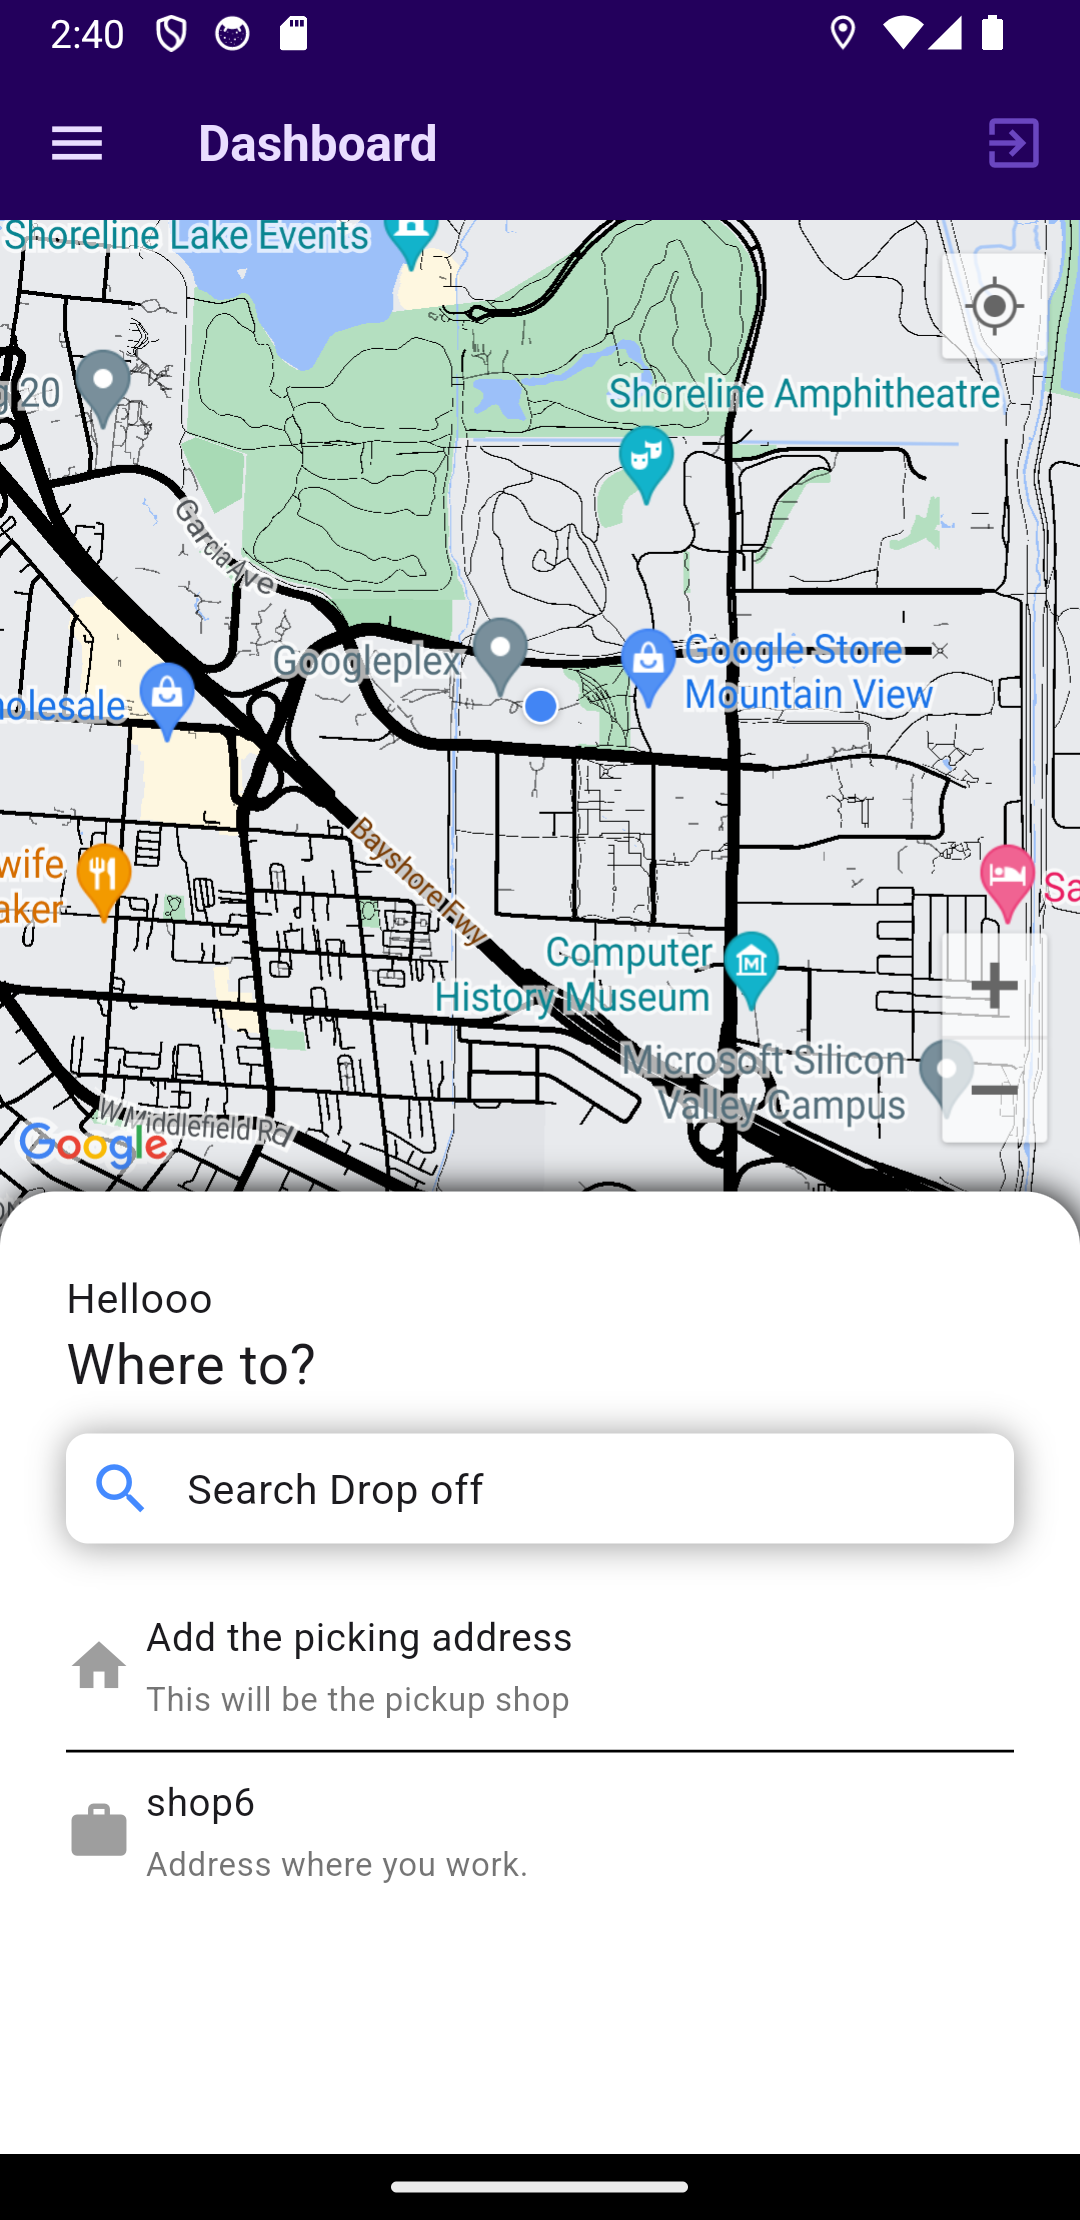 2:40
Dashboard
Shoreline Lake Events
20
Shoreline Amphitheatre
Garcia Ave
Googleplex
Google Store
Mountain View
olesale
Bayshore Fwy
wife
aker
Sa
Computer
History Museum
Microsoft Silicon
Valley Campus
W Middlefield Rd
Google
Hellooo
Where to?
Search Drop off
Add the picking address
This will be the pickup shop
shop6
Address where you work.